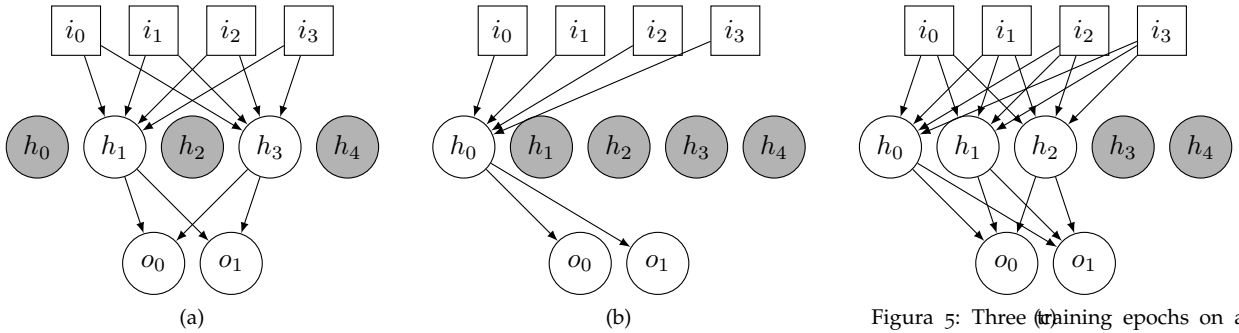 i0 i1 i2 i3
h0 h1 h2 h3 h4
o0 o1
(a)
i0 i1 i2 i3
h0 h1 h2 h3 h4
o0 o1
(b)
i0 i1 i2 i3
h0 h1 h2 h3 h4
o0 o1
(c)
Figura 5: Three training epochs on a